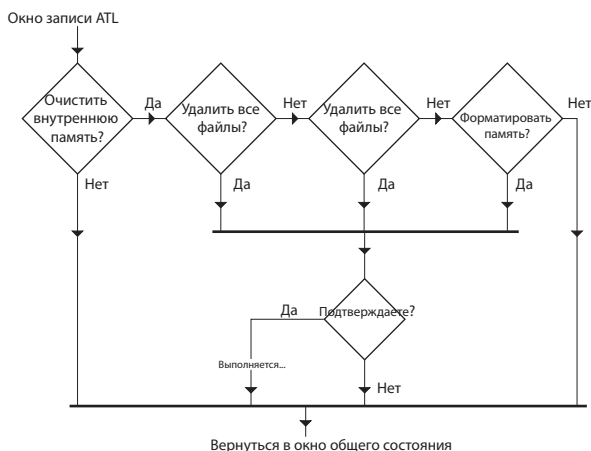 Окно записи ATL
Очистить
внутреннюю
память?
Да
Удалить все
файлы?
Нет
Удалить все
файлы?
Нет
Форматировать
память?
Нет
Нет
Да
Да
Да
Да
Подтверждаете?
Выполняется...
Нет
Вернуться в окно общего состояния